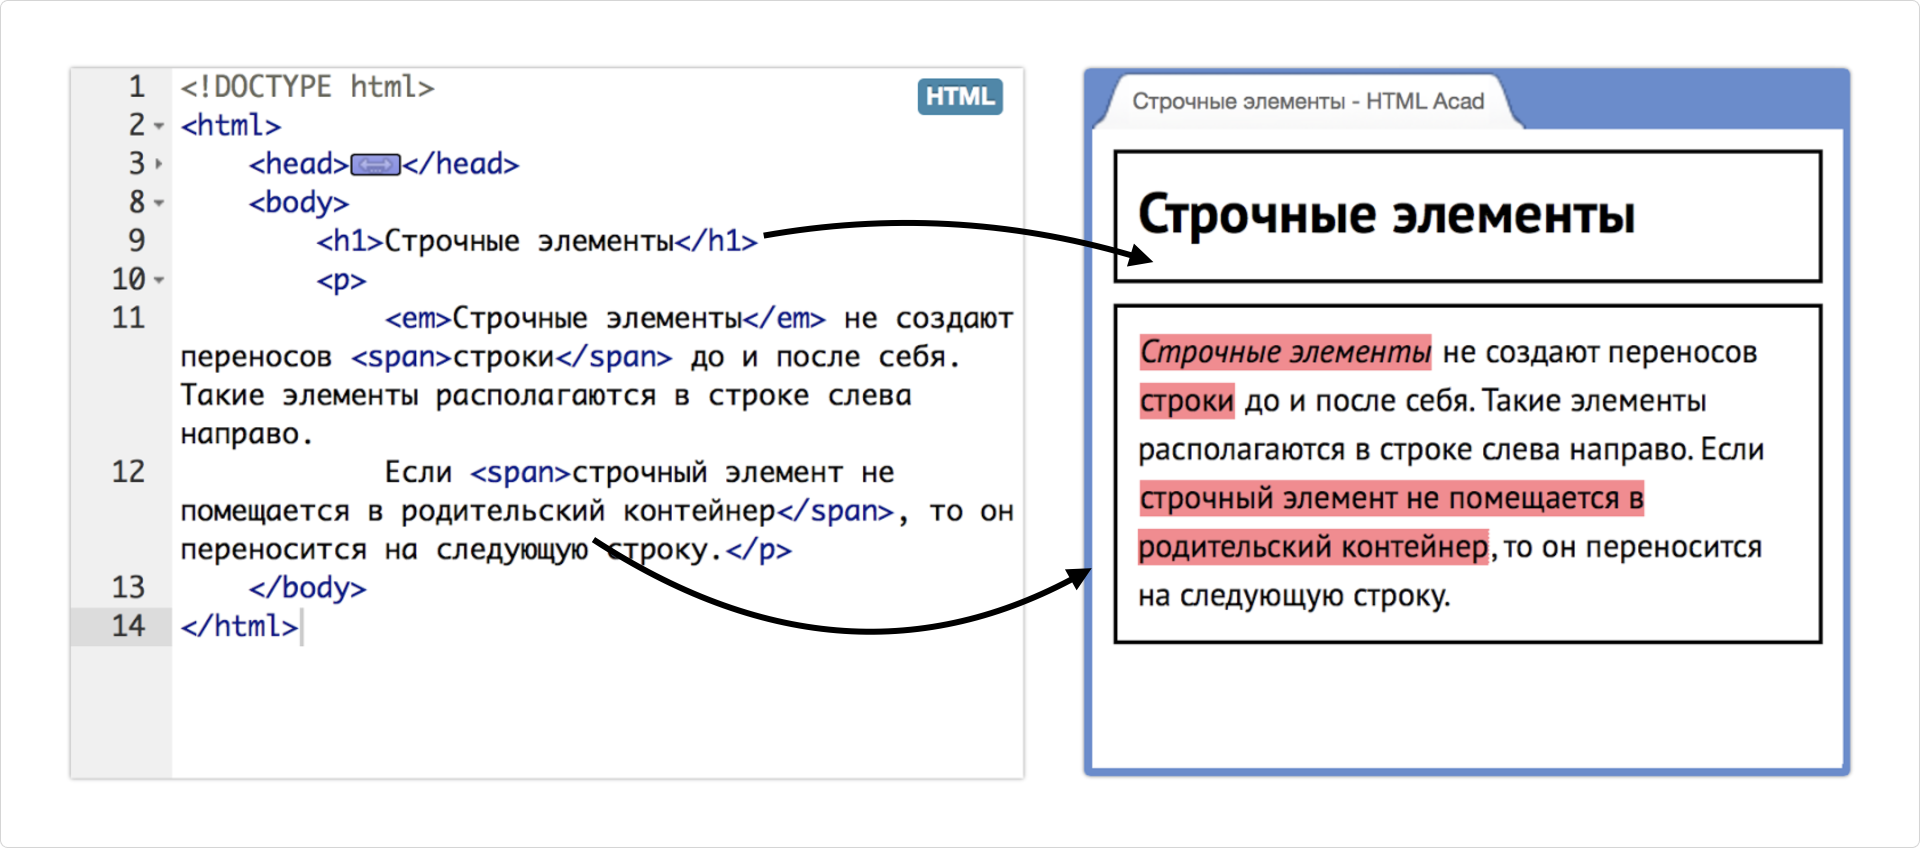 1 <!DOCTYPE html>
HTML
2 <html>
3 <head></head>
8 <body>
9 <h1>Строчные элементы</h1>
10 <p>
11 <em>Строчные элементы</em> не создают
переносов <span>строки</span> до и после себя.
Такие элементы располагаются в строке слева
направо.
12 Если <span>строчный элемент не
помещается в родительский контейнер</span>, то он
переносится на следующую строку.</p>
13 </body>
14 </html>
Строчные элементы - HTML Acad
Строчные элементы
Строчные элементы не создают переносов
строки до и после себя. Такие элементы
располагаются в строке слева направо. Если
строчный элемент не помещается в
родительский контейнер, то он переносится
на следующую строку.